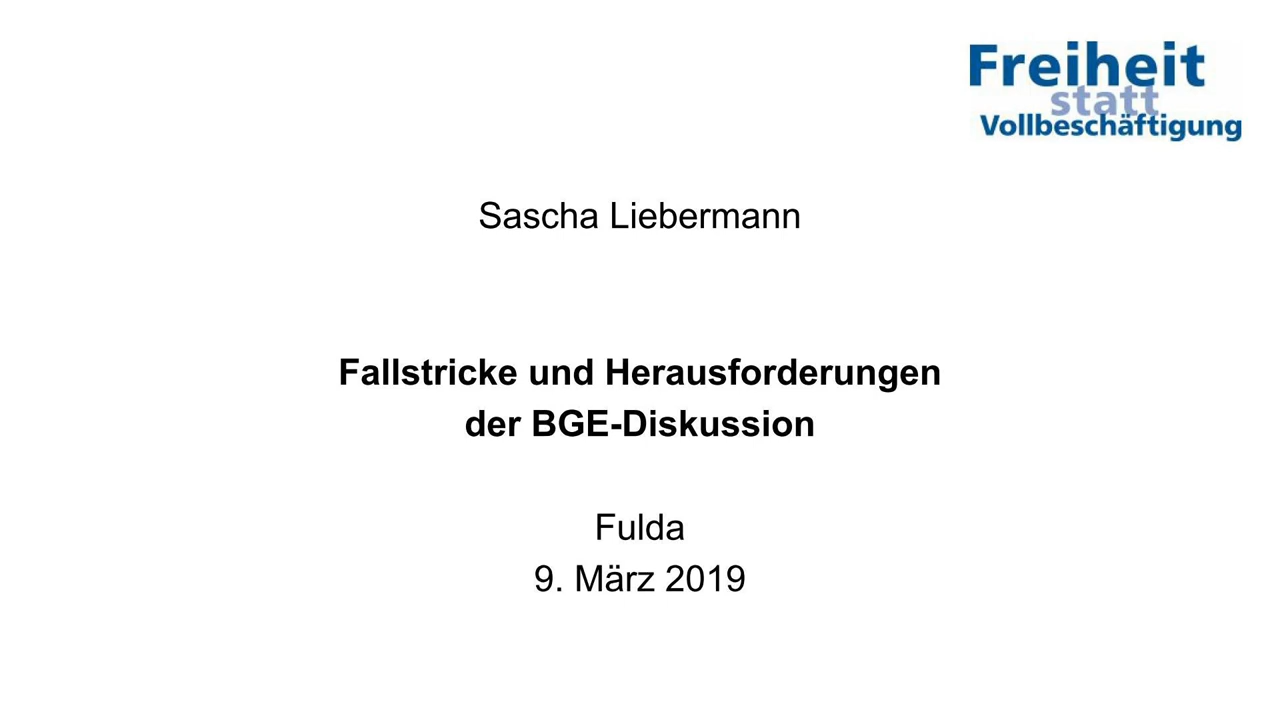 Freiheit
statt
Vollbeschäftigung
Sascha Liebermann
Fallstricke und Herausforderungen
der BGE-Diskussion
Fulda
9. März 2019